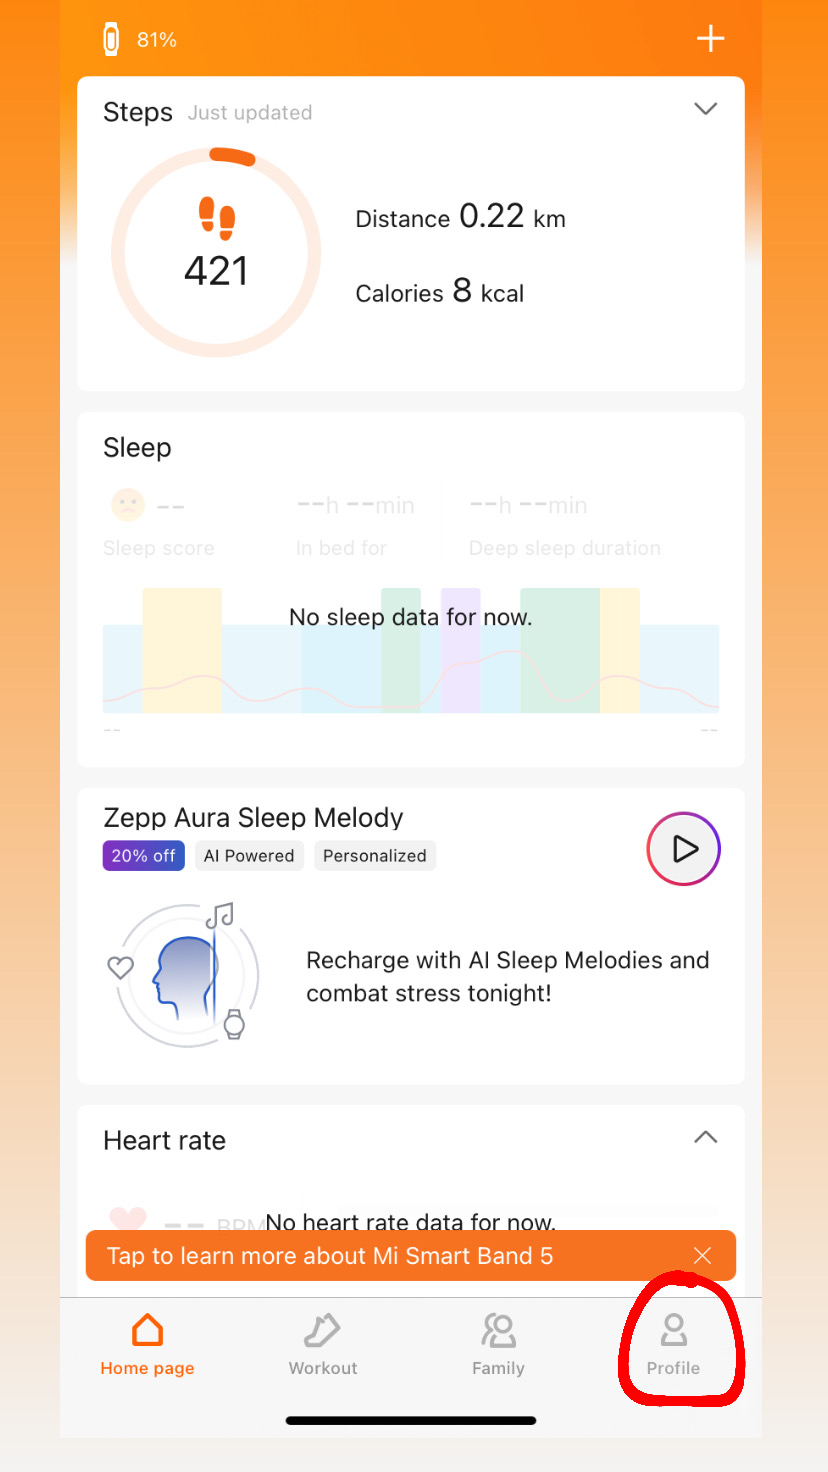 81%
Steps Just updated
421
Distance 0.22 km
Calories 8 kcal
Sleep
-- --h --min --h --min
Sleep score In bed for Deep sleep duration
No sleep data for now.
-- --
Zepp Aura Sleep Melody
20% off AI Powered Personalized
Recharge with AI Sleep Melodies and
combat stress tonight!
Heart rate
-- BPM No heart rate data for now.
Tap to learn more about Mi Smart Band 5
Home page Workout Family Profile